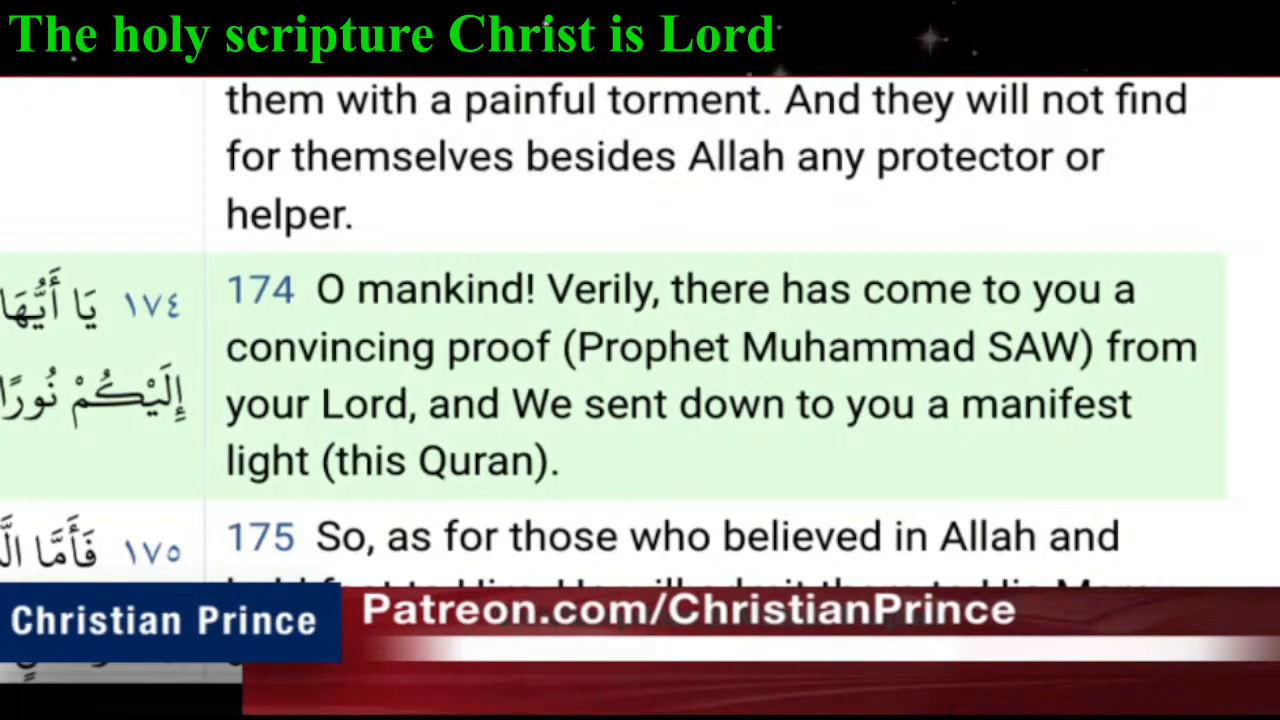 The holy scripture Christ is Lord
them with a painful torment. And they will not find
for themselves besides Allah any protector or
helper.
١٧٤ يَا أَيُّهَا
174 O mankind! Verily, there has come to you a
convincing proof (Prophet Muhammad SAW) from
إِلَيْكُمْ نُورًا
your Lord, and We sent down to you a manifest
light (this Quran).
١٧٥ فَأَمَّا
175 So, as for those who believed in Allah and
Christian Prince
Patreon.com/ChristianPrince